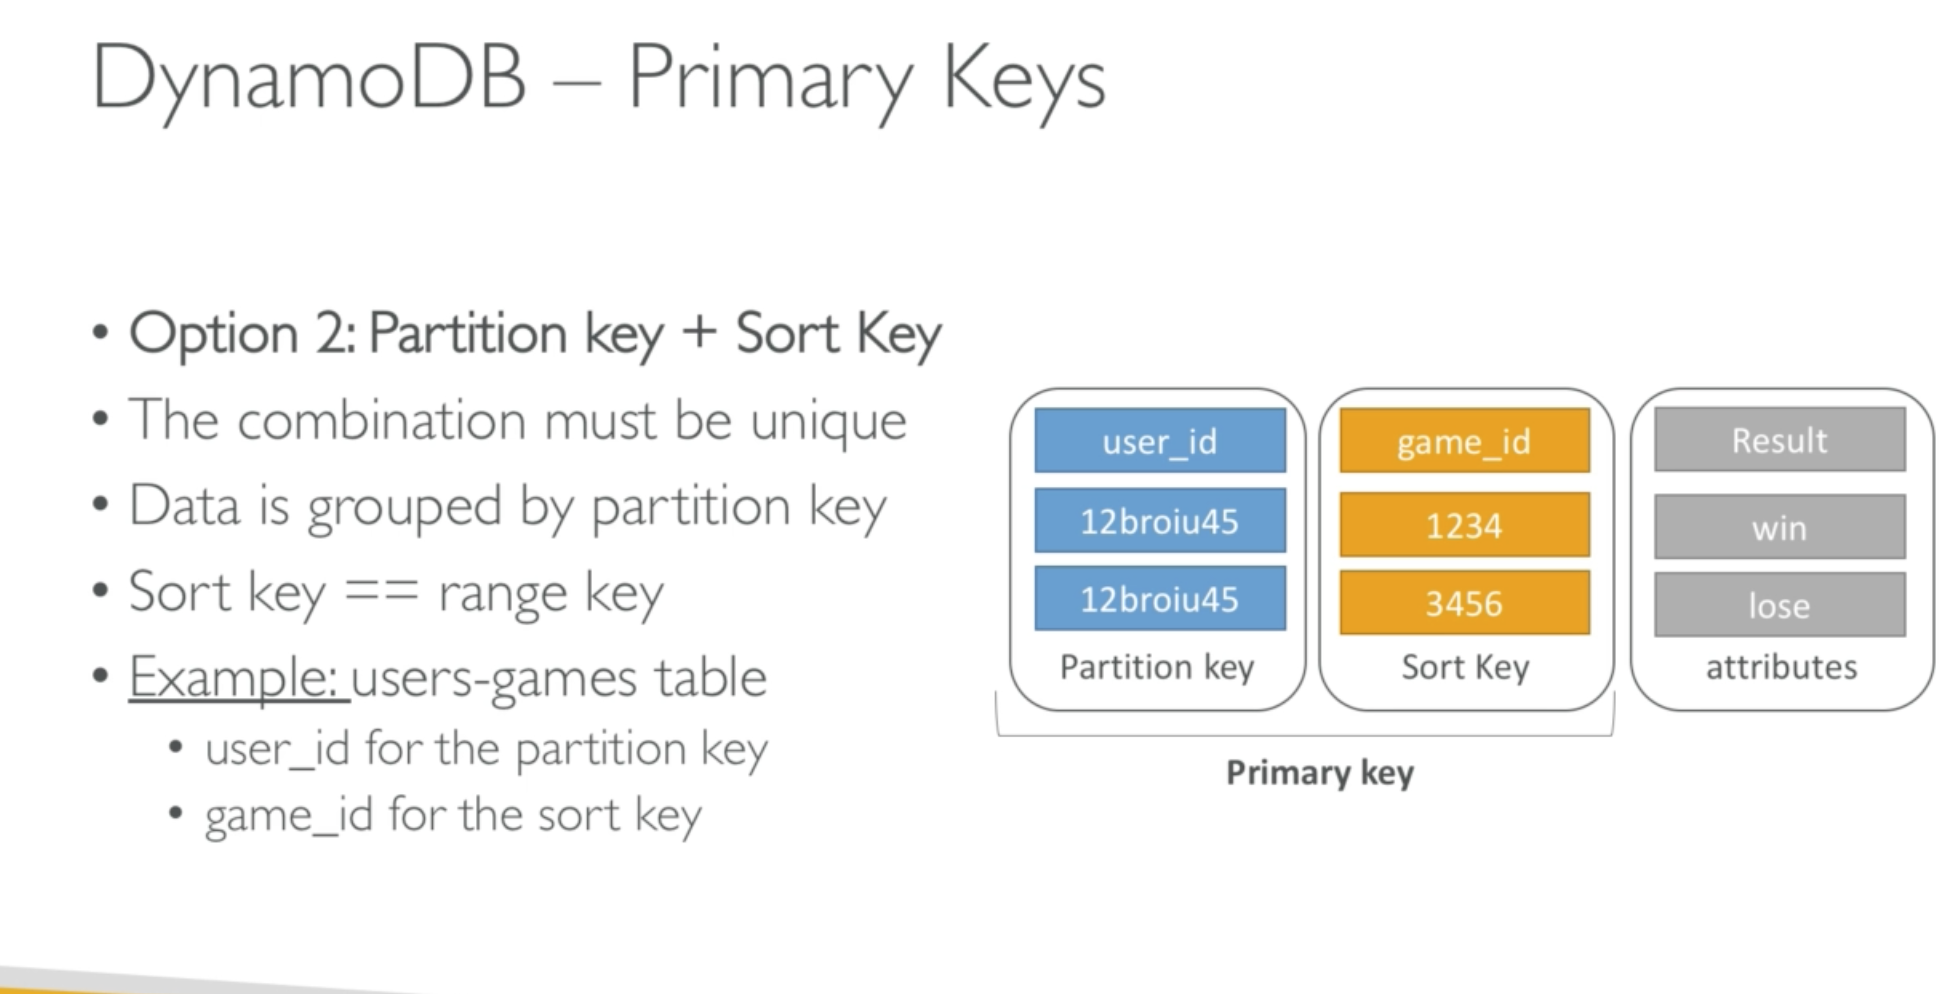 DynamoDB – Primary Keys
• Option 2: Partition key + Sort Key
• The combination must be unique
• Data is grouped by partition key
• Sort key == range key
• Example: users-games table
• user_id for the partition key
• game_id for the sort key
user_id game_id Result
12broiu45 1234 win
12broiu45 3456 lose
Partition key Sort Key attributes
Primary key